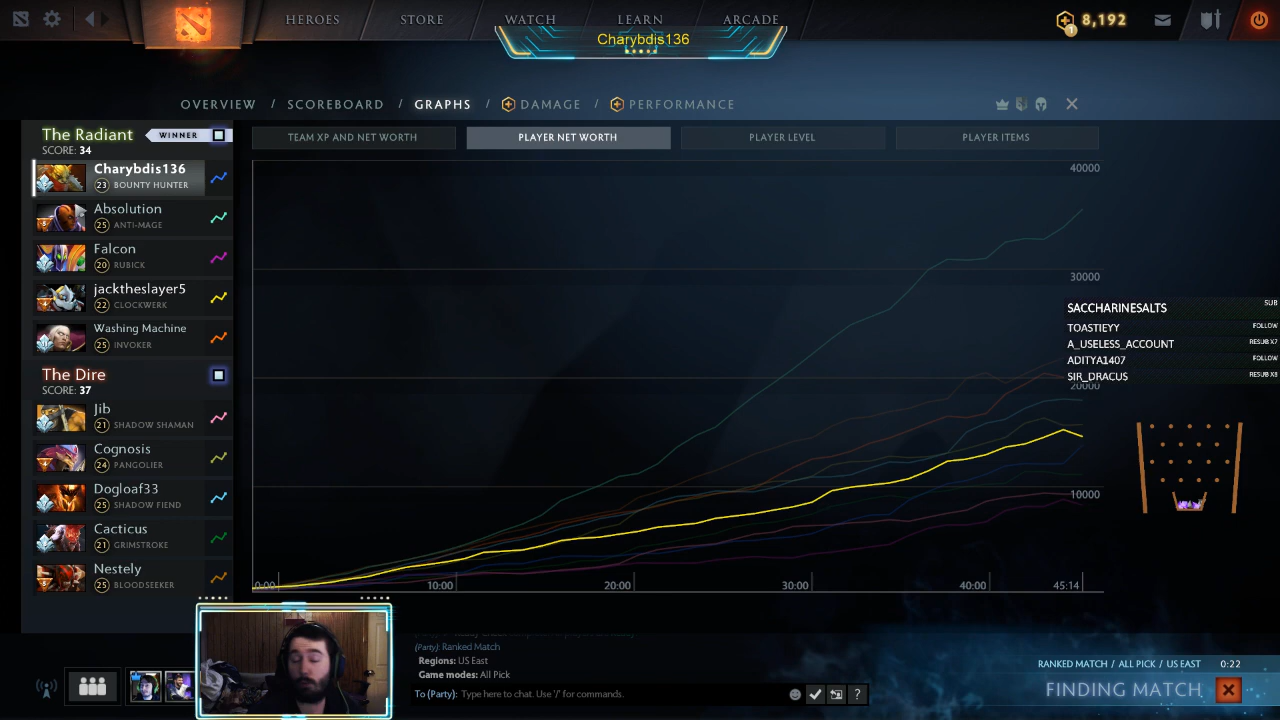 HEROES STORE WATCH LEARN ARCADE
1 8,192
Charybdis136
OVERVIEW / SCOREBOARD / GRAPHS / DAMAGE / PERFORMANCE
The Radiant WINNER
SCORE: 34
TEAM XP AND NET WORTH PLAYER NET WORTH PLAYER LEVEL PLAYER ITEMS
Charybdis136
23 BOUNTY HUNTER
Absolution
25 ANTI-MAGE
Falcon
20 RUBICK
jacktheslayer5
22 CLOCKWERK
Washing Machine
25 INVOKER
The Dire
SCORE: 37
Jib
21 SHADOW SHAMAN
Cognosis
24 PANGOLIER
Dogloaf33
25 SHADOW FIEND
Cacticus
21 GRIMSTROKE
Nestely
25 BLOODSEEKER
40000
30000
20000
10000
0:00 10:00 20:00 30:00 40:00 45:14
SACCHARINESALTS SUB
TOASTIEYY FOLLOW
A_USELESS_ACCOUNT RESUB X7
ADITYA1407 FOLLOW
SIR_DRACUS RESUB X8
(Party): Ranked Match
Regions: US East
Game modes: All Pick
To (Party): Type here to chat. Use '/' for commands.
?
RANKED MATCH / ALL PICK / US EAST 0:22
FINDING MATCH